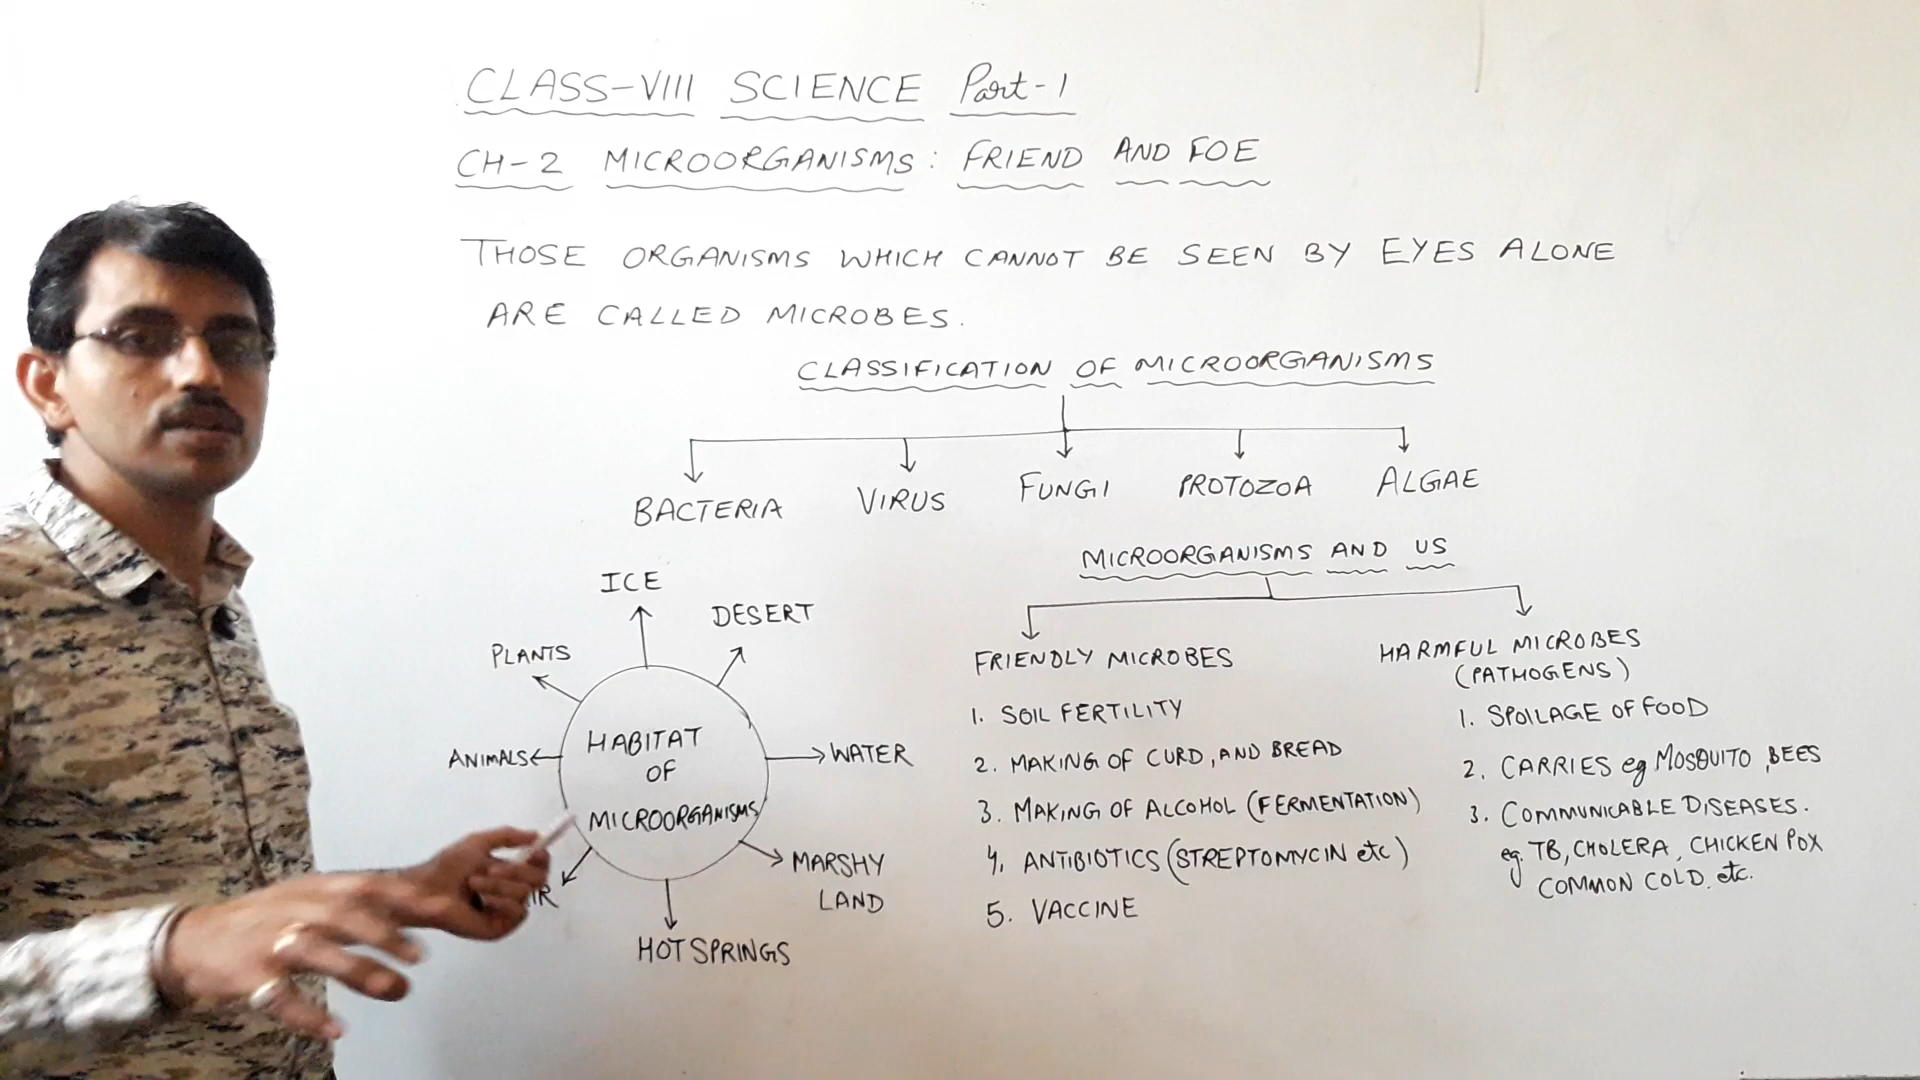 CLASS-VIII SCIENCE Part-1
CH-2 MICROORGANISMS: FRIEND AND FOE
THOSE ORGANISMS WHICH CANNOT BE SEEN BY EYES ALONE
ARE CALLED MICROBES.
CLASSIFICATION OF MICROORGANISMS
BACTERIA VIRUS FUNGI PROTOZOA ALGAE
ICE
DESERT
PLANTS
ANIMALS
HABITAT
OF
MICROORGANISMS
WATER
MARSHY
LAND
HOT SPRINGS
MICROORGANISMS AND US
FRIENDLY MICROBES
1. SOIL FERTILITY
2. MAKING OF CURD, AND BREAD
3. MAKING OF ALCOHOL (FERMENTATION)
4. ANTIBIOTICS (STREPTOMYCIN etc)
5. VACCINE
HARMFUL MICROBES
(PATHOGENS)
1. SPOILAGE OF FOOD
2. CARRIES eg MOSQUITO, BEES
3. COMMUNICABLE DISEASES.
eg. TB, CHOLERA, CHICKEN POX
COMMON COLD. etc.